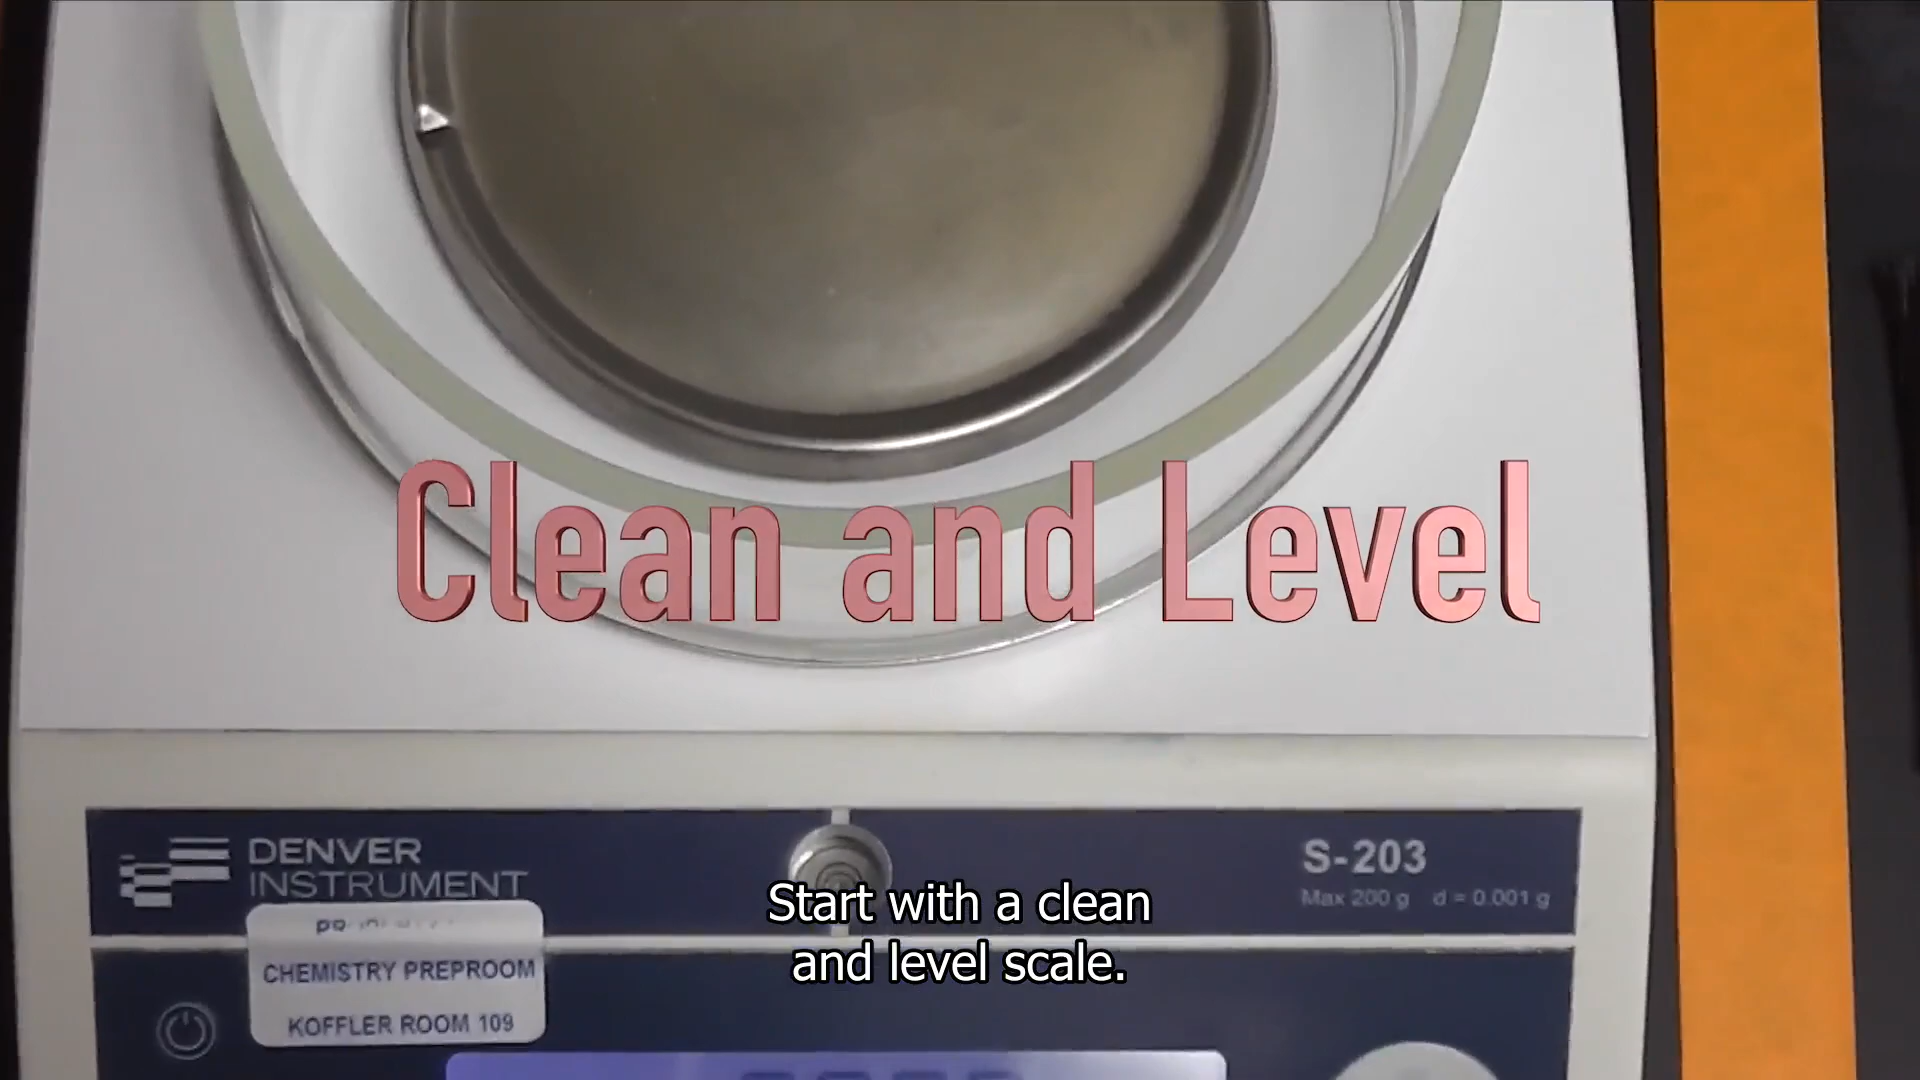 Clean and Level
DENVER
INSTRUMENT
S-203
Max 200 g d = 0.001 g
CHEMISTRY PREPROOM
KOFFLER ROOM 109
Start with a clean
and level scale.